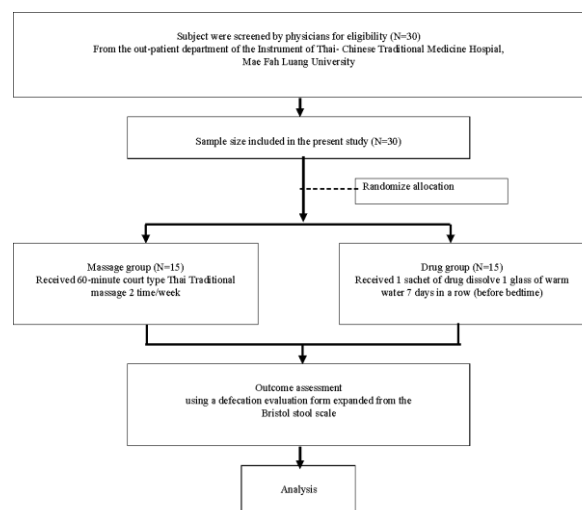 Subject were screened by physicians for eligibility (N=30)
From the out-patient department of the Instrument of Thai- Chinese Traditional Medicine Hospial,
Mae Fah Luang University
Sample size included in the present study (N=30)
Randomize allocation
Massage group (N=15)
Received 60-minute court type Thai Traditional
massage 2 time/week
Drug group (N=15)
Received 1 sachet of drug dissolve 1 glass of warm
water 7 days in a row (before bedtime)
Outcome assessment
using a defecation evaluation form expanded from the
Bristol stool scale
Analysis